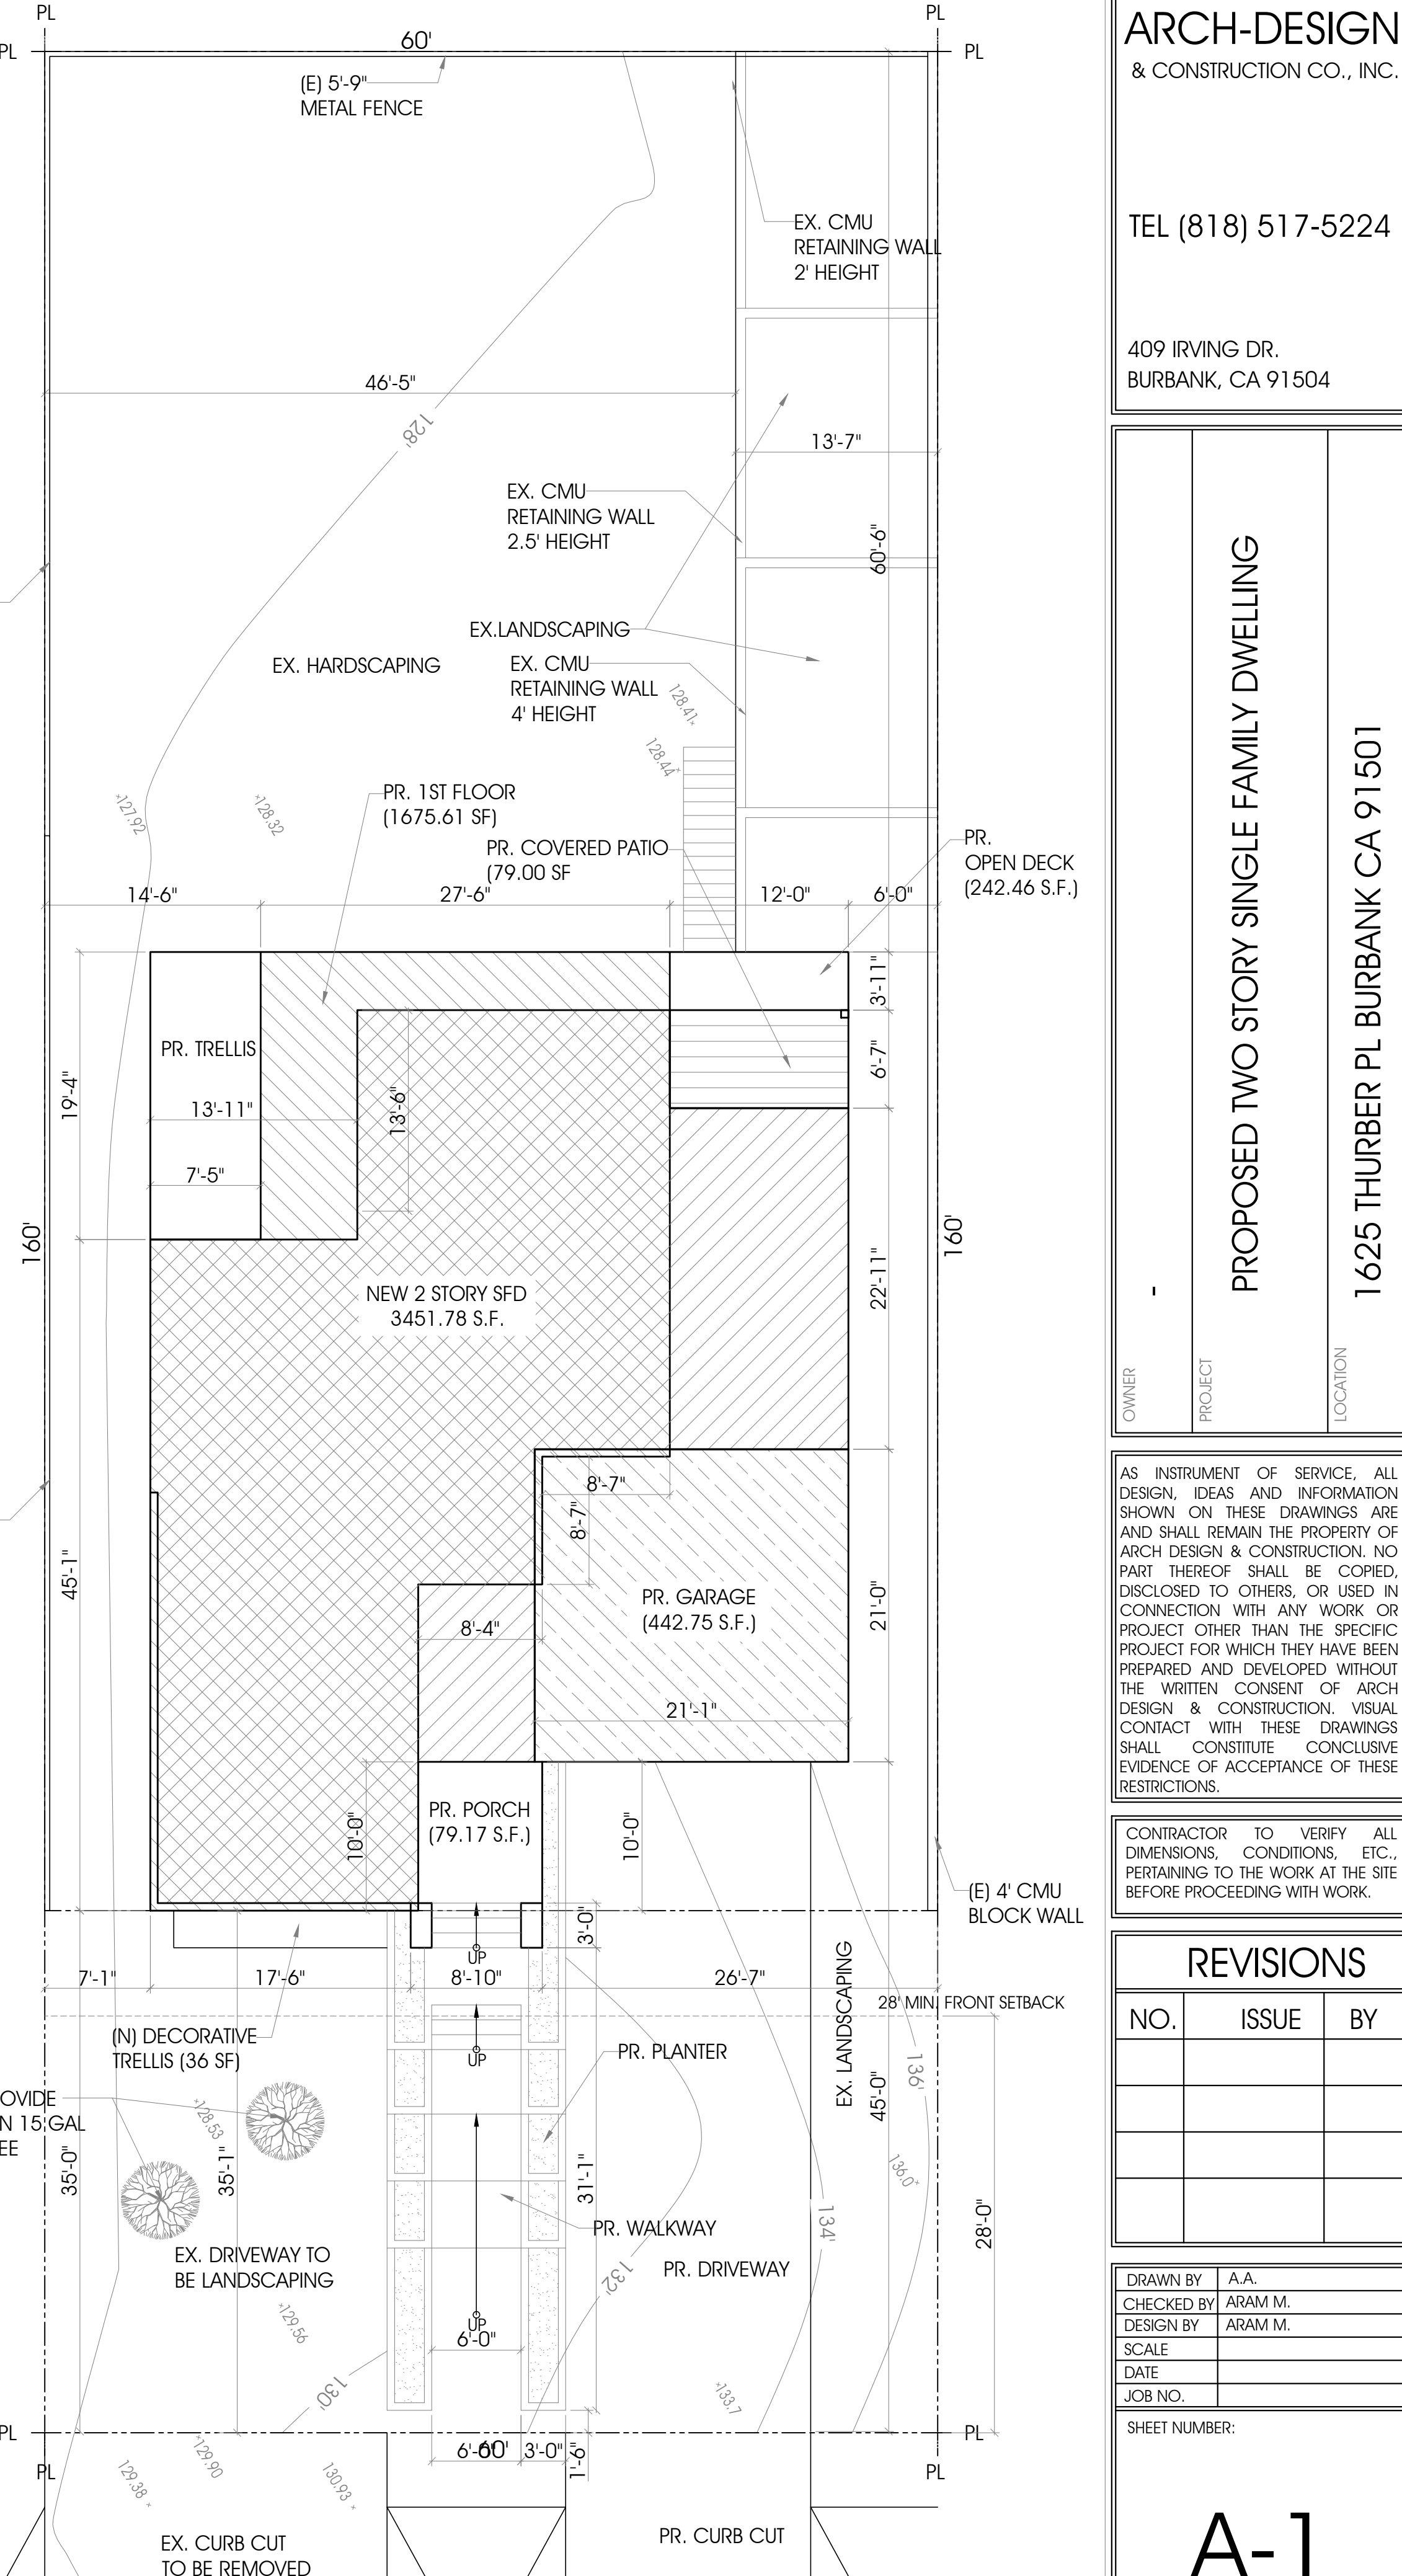 PL
PL
PL
60'
PL
(E) 5'-9"
METAL FENCE
EX. CMU
RETAINING WALL
2' HEIGHT
46'-5"
128'
13'-7"
EX. CMU
RETAINING WALL
2.5' HEIGHT
60'-6"
EX.LANDSCAPING
EX. HARDSCAPING
EX. CMU
RETAINING WALL
4' HEIGHT
128.41
128.44
127.92
128.32
PR. 1ST FLOOR
(1675.61 SF)
PR. COVERED PATIO
(79.00 SF
PR.
OPEN DECK
(242.46 S.F.)
14'-6"
27'-6"
12'-0"
6'-0"
3'-11"
PR. TRELLIS
6'-7"
19'-4"
13'-11"
13'-6"
7'-5"
160'
160'
NEW 2 STORY SFD
3451.78 S.F.
22'-11"
8'-7"
8'-7"
45'-1"
PR. GARAGE
(442.75 S.F.)
21'-0"
8'-4"
21'-1"
PR. PORCH
(79.17 S.F.)
10'-0"
10'-0"
(E) 4' CMU
BLOCK WALL
3'-0"
UP
7'-1"
17'-6"
8'-10"
26'-7"
EX. LANDSCAPING
28' MIN. FRONT SETBACK
(N) DECORATIVE
TRELLIS (36 SF)
UP
PR. PLANTER
136'
45'-0"
OVIDE
N 15 GAL
EE
128.53
35'-0"
35'-1"
31'-1"
136.0
134'
28'-0"
PR. WALKWAY
EX. DRIVEWAY TO
BE LANDSCAPING
PR. DRIVEWAY
132'
129.56
UP
6'-0"
130'
133.7
PL
PL
6'-0"
60'
3'-0"
1'-6"
PL
PL
129.90
129.38
130.93
EX. CURB CUT
TO BE REMOVED
PR. CURB CUT
ARCH-DESIGN
& CONSTRUCTION CO., INC.
TEL (818) 517-5224
409 IRVING DR.
BURBANK, CA 91504
OWNER
-
PROJECT
PROPOSED TWO STORY SINGLE FAMILY DWELLING
LOCATION
1625 THURBER PL BURBANK CA 91501
AS INSTRUMENT OF SERVICE, ALL
DESIGN, IDEAS AND INFORMATION
SHOWN ON THESE DRAWINGS ARE
AND SHALL REMAIN THE PROPERTY OF
ARCH DESIGN & CONSTRUCTION. NO
PART THEREOF SHALL BE COPIED,
DISCLOSED TO OTHERS, OR USED IN
CONNECTION WITH ANY WORK OR
PROJECT OTHER THAN THE SPECIFIC
PROJECT FOR WHICH THEY HAVE BEEN
PREPARED AND DEVELOPED WITHOUT
THE WRITTEN CONSENT OF ARCH
DESIGN & CONSTRUCTION. VISUAL
CONTACT WITH THESE DRAWINGS
SHALL CONSTITUTE CONCLUSIVE
EVIDENCE OF ACCEPTANCE OF THESE
RESTRICTIONS.
CONTRACTOR TO VERIFY ALL
DIMENSIONS, CONDITIONS, ETC.,
PERTAINING TO THE WORK AT THE SITE
BEFORE PROCEEDING WITH WORK.
REVISIONS
NO. ISSUE BY
DRAWN BY A.A.
CHECKED BY ARAM M.
DESIGN BY ARAM M.
SCALE
DATE
JOB NO.
SHEET NUMBER:
A-1